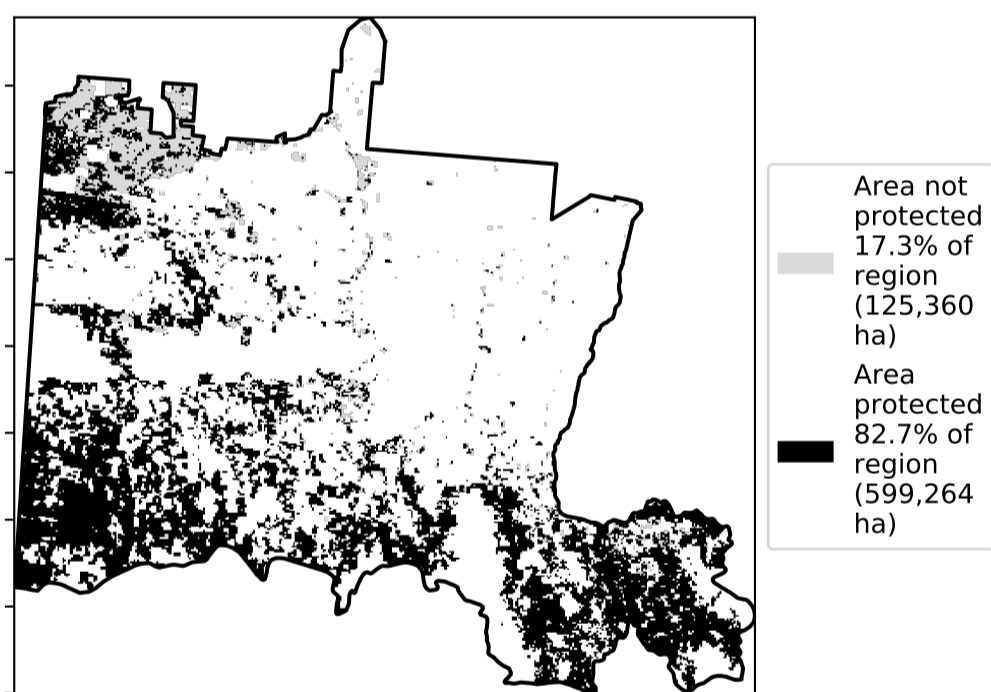 Area not
protected
17.3% of
region
(125,360
ha)
Area
protected
82.7% of
region
(599,264
ha)